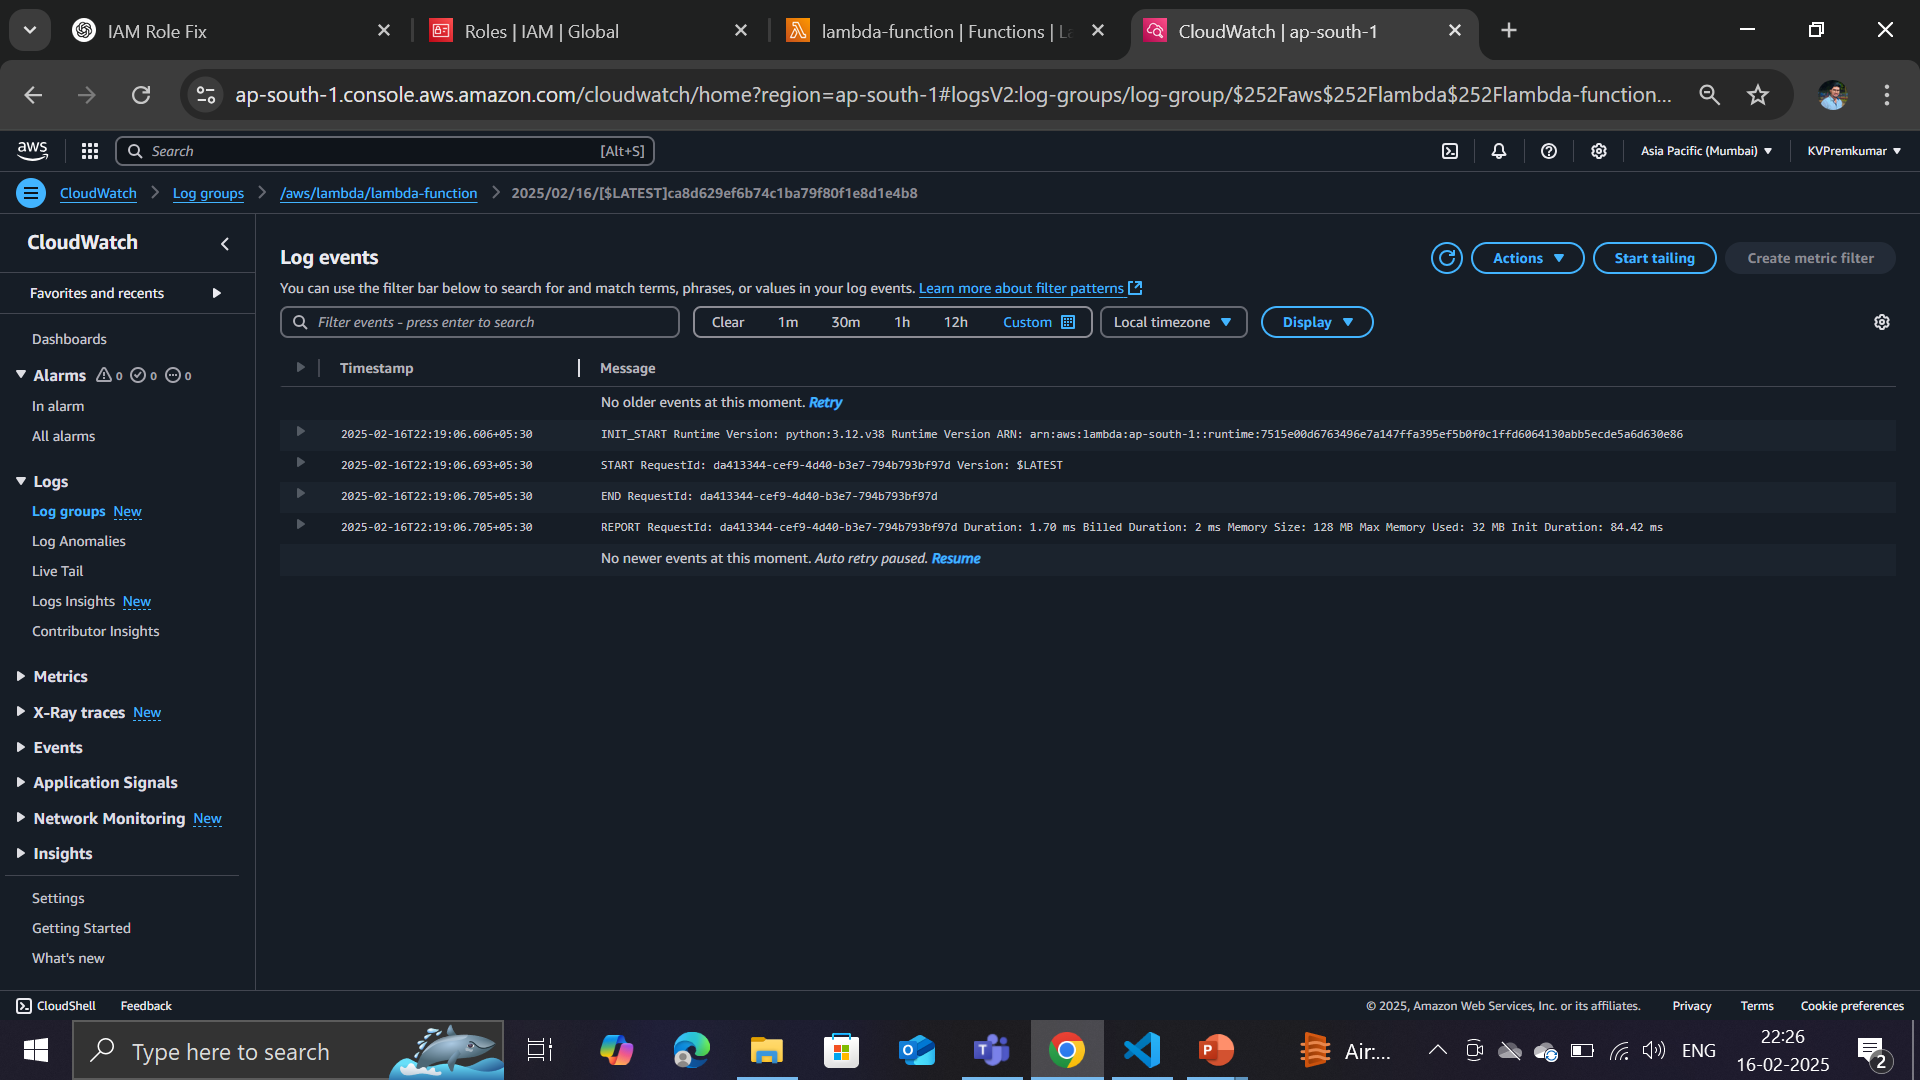 IAM Role Fix
Roles | IAM | Global
lambda-function | Functions | La
CloudWatch | ap-south-1
ap-south-1.console.aws.amazon.com/cloudwatch/home?region=ap-south-1#logsV2:log-groups/log-group/$252Faws$252Flambda$252Flambda-function...
aws
Search
[Alt+S]
Asia Pacific (Mumbai)
KVPremkumar
CloudWatch
Log groups
/aws/lambda/lambda-function
2025/02/16/[$LATEST]ca8d629ef6b74c1ba79f80f1e8d1e4b8
CloudWatch
Favorites and recents
Dashboards
Alarms 0 0 0
In alarm
All alarms
Logs
Log groups New
Log Anomalies
Live Tail
Logs Insights New
Contributor Insights
Metrics
X-Ray traces New
Events
Application Signals
Network Monitoring New
Insights
Settings
Getting Started
What's new
Log events
Actions
Start tailing
Create metric filter
You can use the filter bar below to search for and match terms, phrases, or values in your log events. Learn more about filter patterns
Filter events - press enter to search
Clear 1m 30m 1h 12h Custom
Local timezone
Display
Timestamp Message
No older events at this moment. Retry
2025-02-16T22:19:06.606+05:30 INIT_START Runtime Version: python:3.12.v38 Runtime Version ARN: arn:aws:lambda:ap-south-1::runtime:7515e00d6763496e7a147ffa395ef5b0f0c1ffd6064130abb5ecde5a6d630e86
2025-02-16T22:19:06.693+05:30 START RequestId: da413344-cef9-4d40-b3e7-794b793bf97d Version: $LATEST
2025-02-16T22:19:06.705+05:30 END RequestId: da413344-cef9-4d40-b3e7-794b793bf97d
2025-02-16T22:19:06.705+05:30 REPORT RequestId: da413344-cef9-4d40-b3e7-794b793bf97d Duration: 1.70 ms Billed Duration: 2 ms Memory Size: 128 MB Max Memory Used: 32 MB Init Duration: 84.42 ms
No newer events at this moment. Auto retry paused. Resume
CloudShell
Feedback
© 2025, Amazon Web Services, Inc. or its affiliates.
Privacy
Terms
Cookie preferences
Type here to search
Air:...
ENG
22:26
16-02-2025
2